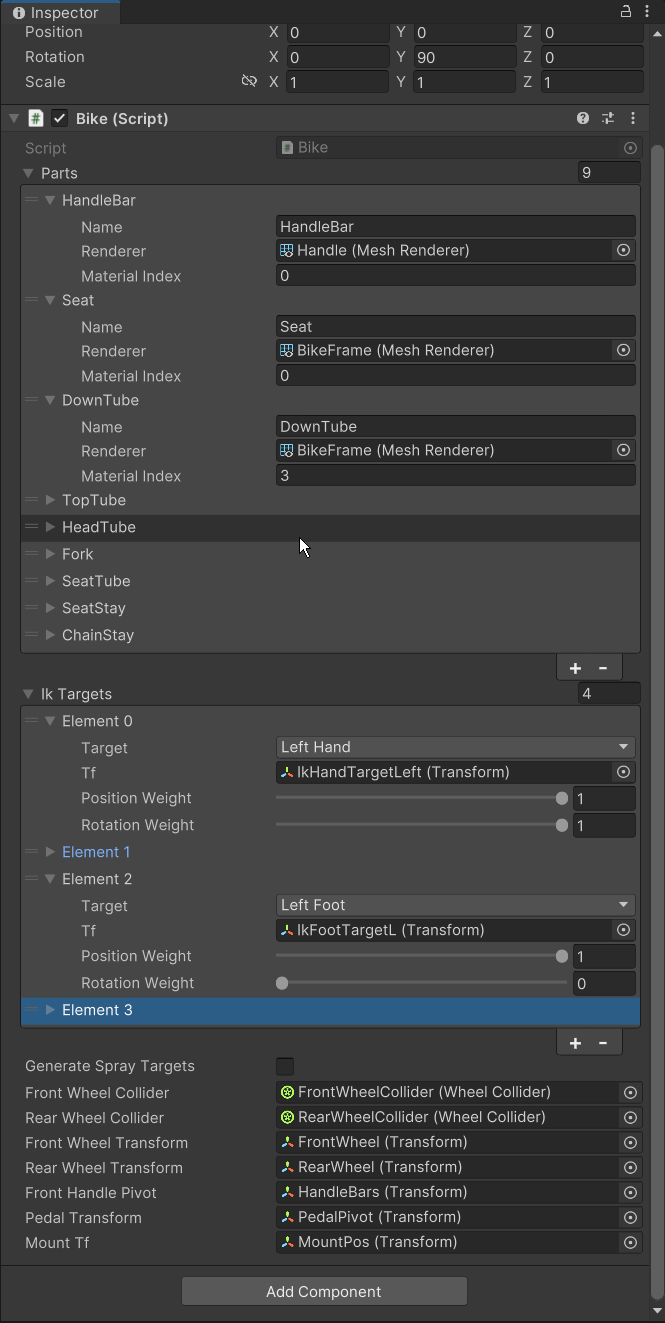 Inspector
Position X 0 Y 0 Z 0
Rotation X 0 Y 90 Z 0
Scale X 1 Y 1 Z 1
# Bike (Script)
Script # Bike
Parts 9
HandleBar
Name HandleBar
Renderer Handle (Mesh Renderer)
Material Index 0
Seat
Name Seat
Renderer BikeFrame (Mesh Renderer)
Material Index 0
DownTube
Name DownTube
Renderer BikeFrame (Mesh Renderer)
Material Index 3
TopTube
HeadTube
Fork
SeatTube
SeatStay
ChainStay
+ -
Ik Targets 4
Element 0
Target Left Hand
Tf IkHandTargetLeft (Transform)
Position Weight 1
Rotation Weight 1
Element 1
Element 2
Target Left Foot
Tf IkFootTargetL (Transform)
Position Weight 1
Rotation Weight 0
Element 3
+ -
Generate Spray Targets
Front Wheel Collider FrontWheelCollider (Wheel Collider)
Rear Wheel Collider RearWheelCollider (Wheel Collider)
Front Wheel Transform FrontWheel (Transform)
Rear Wheel Transform RearWheel (Transform)
Front Handle Pivot HandleBars (Transform)
Pedal Transform PedalPivot (Transform)
Mount Tf MountPos (Transform)
Add Component